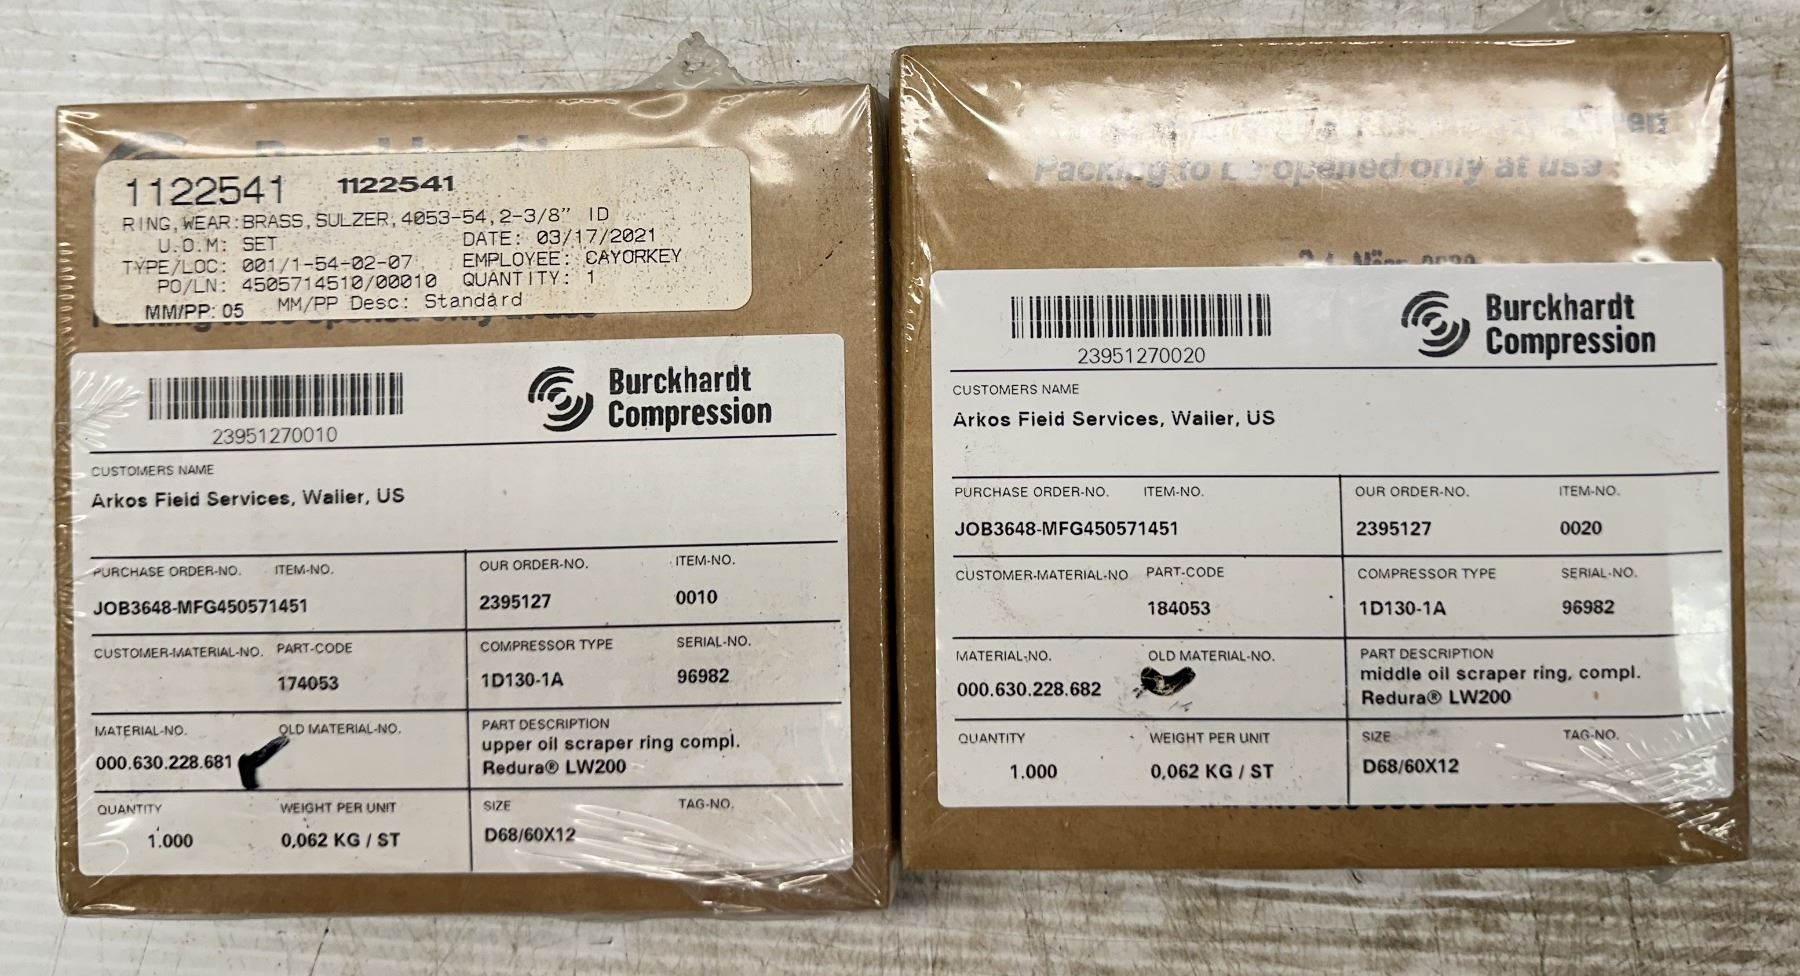 1122541 1122541
RING, WEAR:BRASS, SULZER, 4053-54, 2-3/8" ID
U.O.M: SET DATE: 03/17/2021
TYPE/LOC: 001/1-54-02-07 EMPLOYEE: CAYORKEY
PO/LN: 4505714510/00010 QUANTITY: 1
MM/PP: 05 MM/PP Desc: Standard
23951270010
Burckhardt
Compression
CUSTOMERS NAME
Arkos Field Services, Waller, US
PURCHASE ORDER-NO. ITEM-NO. OUR ORDER-NO. ITEM-NO.
JOB3648-MFG450571451 2395127 0010
CUSTOMER-MATERIAL-NO. PART-CODE COMPRESSOR TYPE SERIAL-NO.
174053 1D130-1A 96982
MATERIAL-NO. OLD MATERIAL-NO. PART DESCRIPTION
000.630.228.681 upper oil scraper ring compl.
Redura® LW200
QUANTITY WEIGHT PER UNIT SIZE TAG-NO.
1.000 0,062 KG / ST D68/60X12
Packing to be opened only at use
23951270020
Burckhardt
Compression
CUSTOMERS NAME
Arkos Field Services, Waller, US
PURCHASE ORDER-NO. ITEM-NO. OUR ORDER-NO. ITEM-NO.
JOB3648-MFG450571451 2395127 0020
CUSTOMER-MATERIAL-NO PART-CODE COMPRESSOR TYPE SERIAL-NO.
184053 1D130-1A 96982
MATERIAL-NO. OLD MATERIAL-NO. PART DESCRIPTION
000.630.228.682 middle oil scraper ring, compl.
Redura® LW200
QUANTITY WEIGHT PER UNIT SIZE TAG-NO.
1.000 0,062 KG / ST D68/60X12